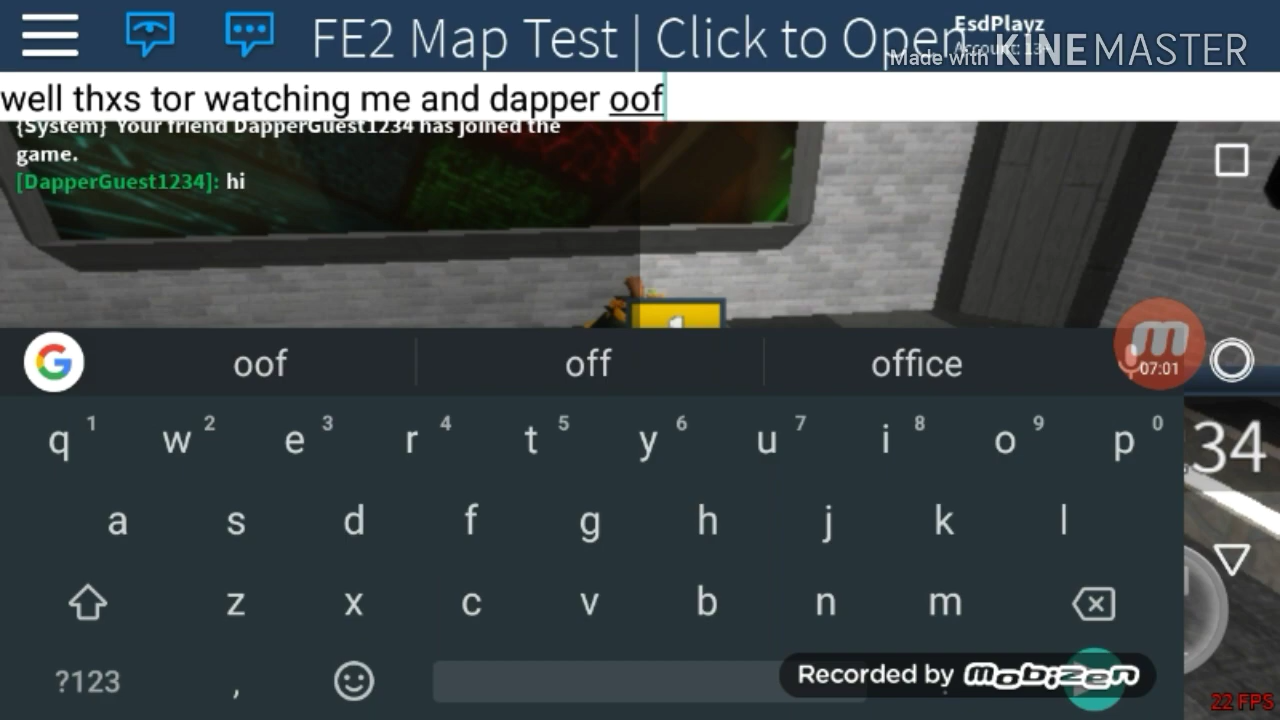 FE2 Map Test | Click to Open
EsdPlayz
Account: 13+
Made with KINEMASTER
well thxs tor watching me and dapper oof
{System} Your friend DapperGuest1234 has joined the
game.
[DapperGuest1234]: hi
oof off office
07:01
q 1 w 2 e 3 r 4 t 5 y 6 u 7 i 8 o 9 p 0
34
a s d f g h j k l
z x c v b n m
?123 , .
Recorded by mobizen
22 FPS